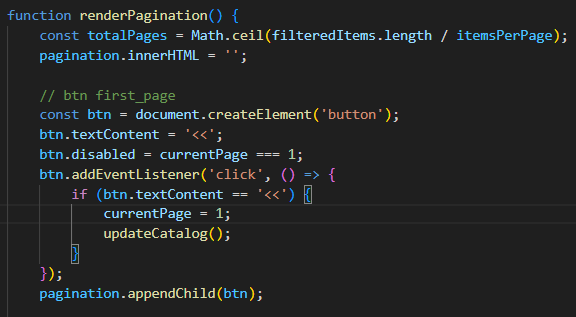 function renderPagination() {
    const totalPages = Math.ceil(filteredItems.length / itemsPerPage);
    pagination.innerHTML = '';

    // btn first_page
    const btn = document.createElement('button');
    btn.textContent = '<<';
    btn.disabled = currentPage === 1;
    btn.addEventListener('click', () => {
        if (btn.textContent == '<<') {
            currentPage = 1;
            updateCatalog();
        }
    });
    pagination.appendChild(btn);